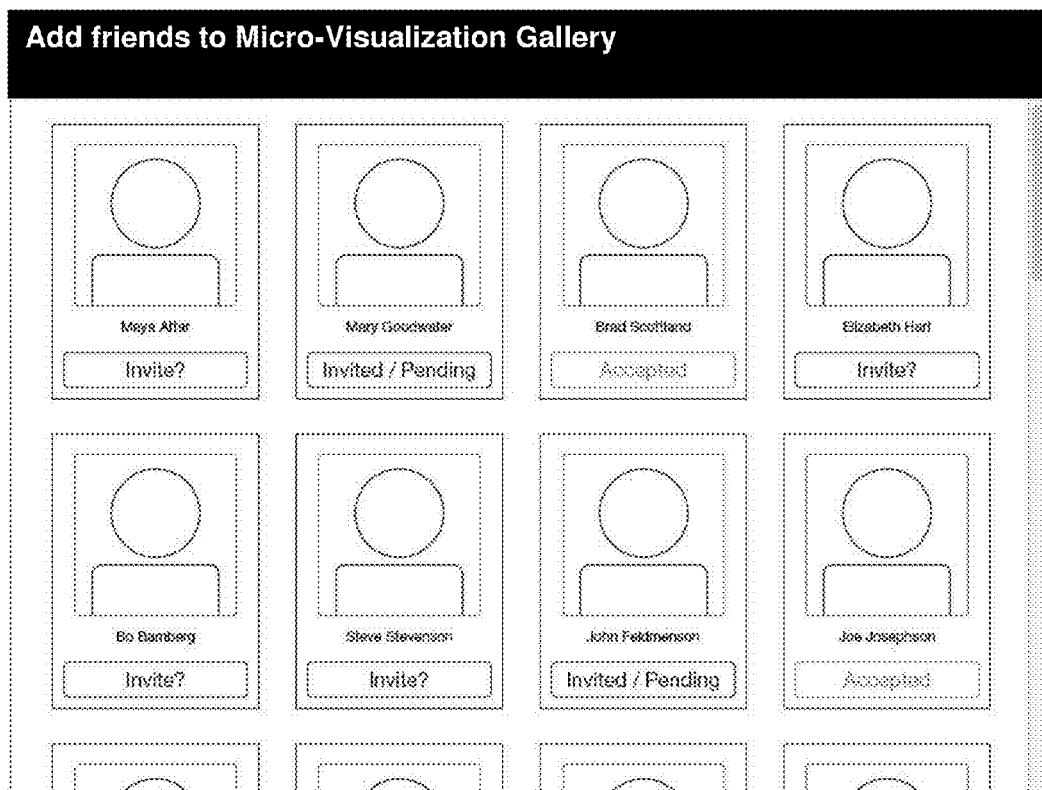 Add friends to Micro-Visualization Gallery
Maya Alfar Mary Goodwater Brad Scottland Elizabeth Hart
Invite? Invited / Pending Accepted Invite?
Bo Bamberg Steve Stevenson John Feldmenson Joe Josephson
Invite? Invite? Invited / Pending Accepted